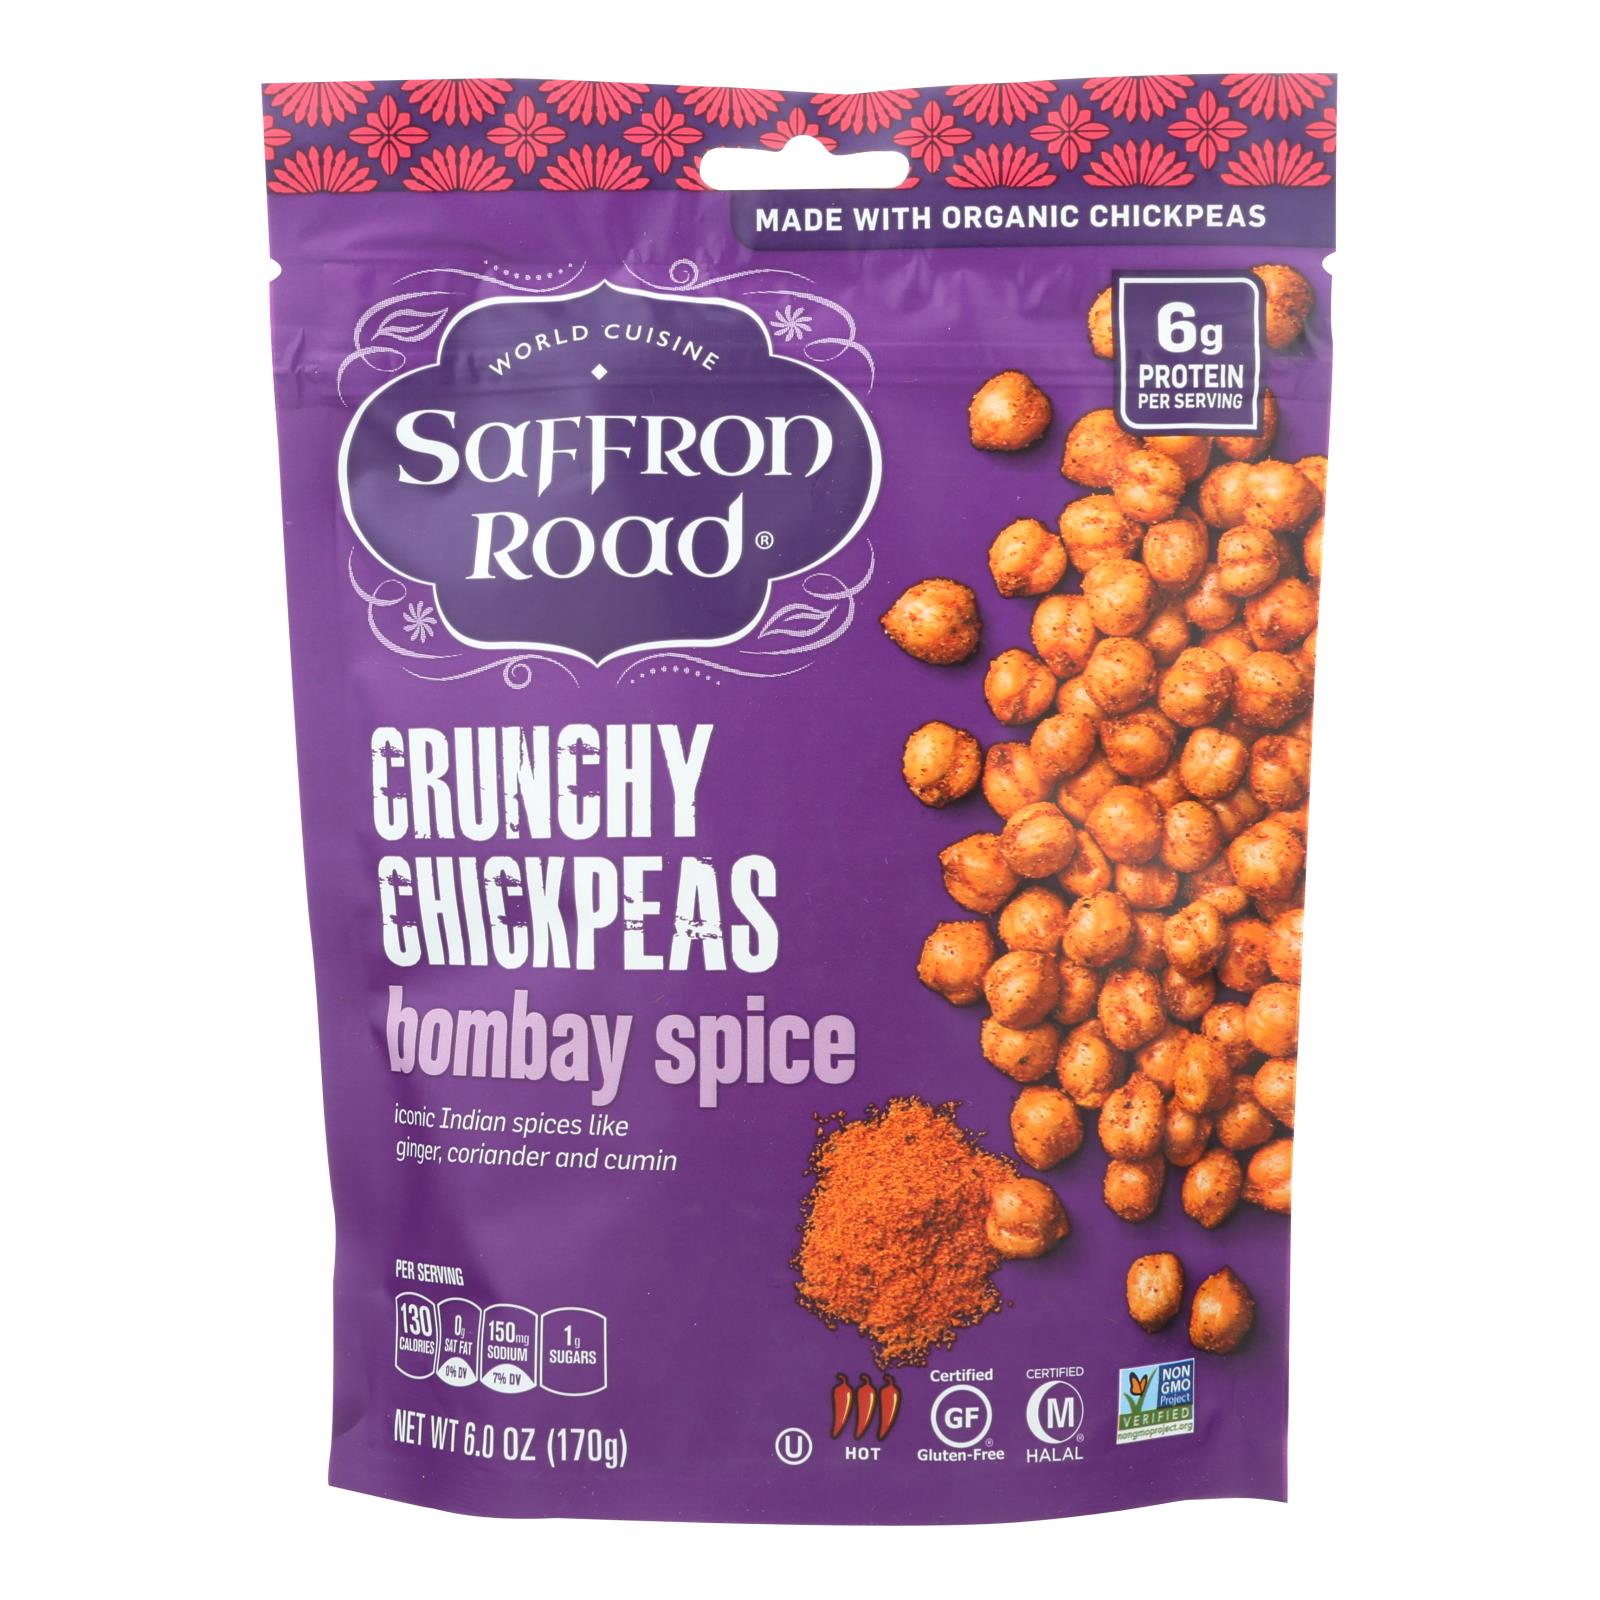 MADE WITH ORGANIC CHICKPEAS
6g
PROTEIN
PER SERVING
WORLD CUISINE
Saffron
Road®
CRUNCHY
CHICKPEAS
bombay spice
iconic Indian spices like
ginger, coriander and cumin
PER SERVING
130
CALORIES
0g
SAT FAT
0% DV
150mg
SODIUM
7% DV
1g
SUGARS
NET WT 6.0 OZ (170g)
U
HOT
Certified
GF
®
Gluten-Free
CERTIFIED
M
®
HALAL
NON
GMO
Project
VERIFIED
nongmoproject.org